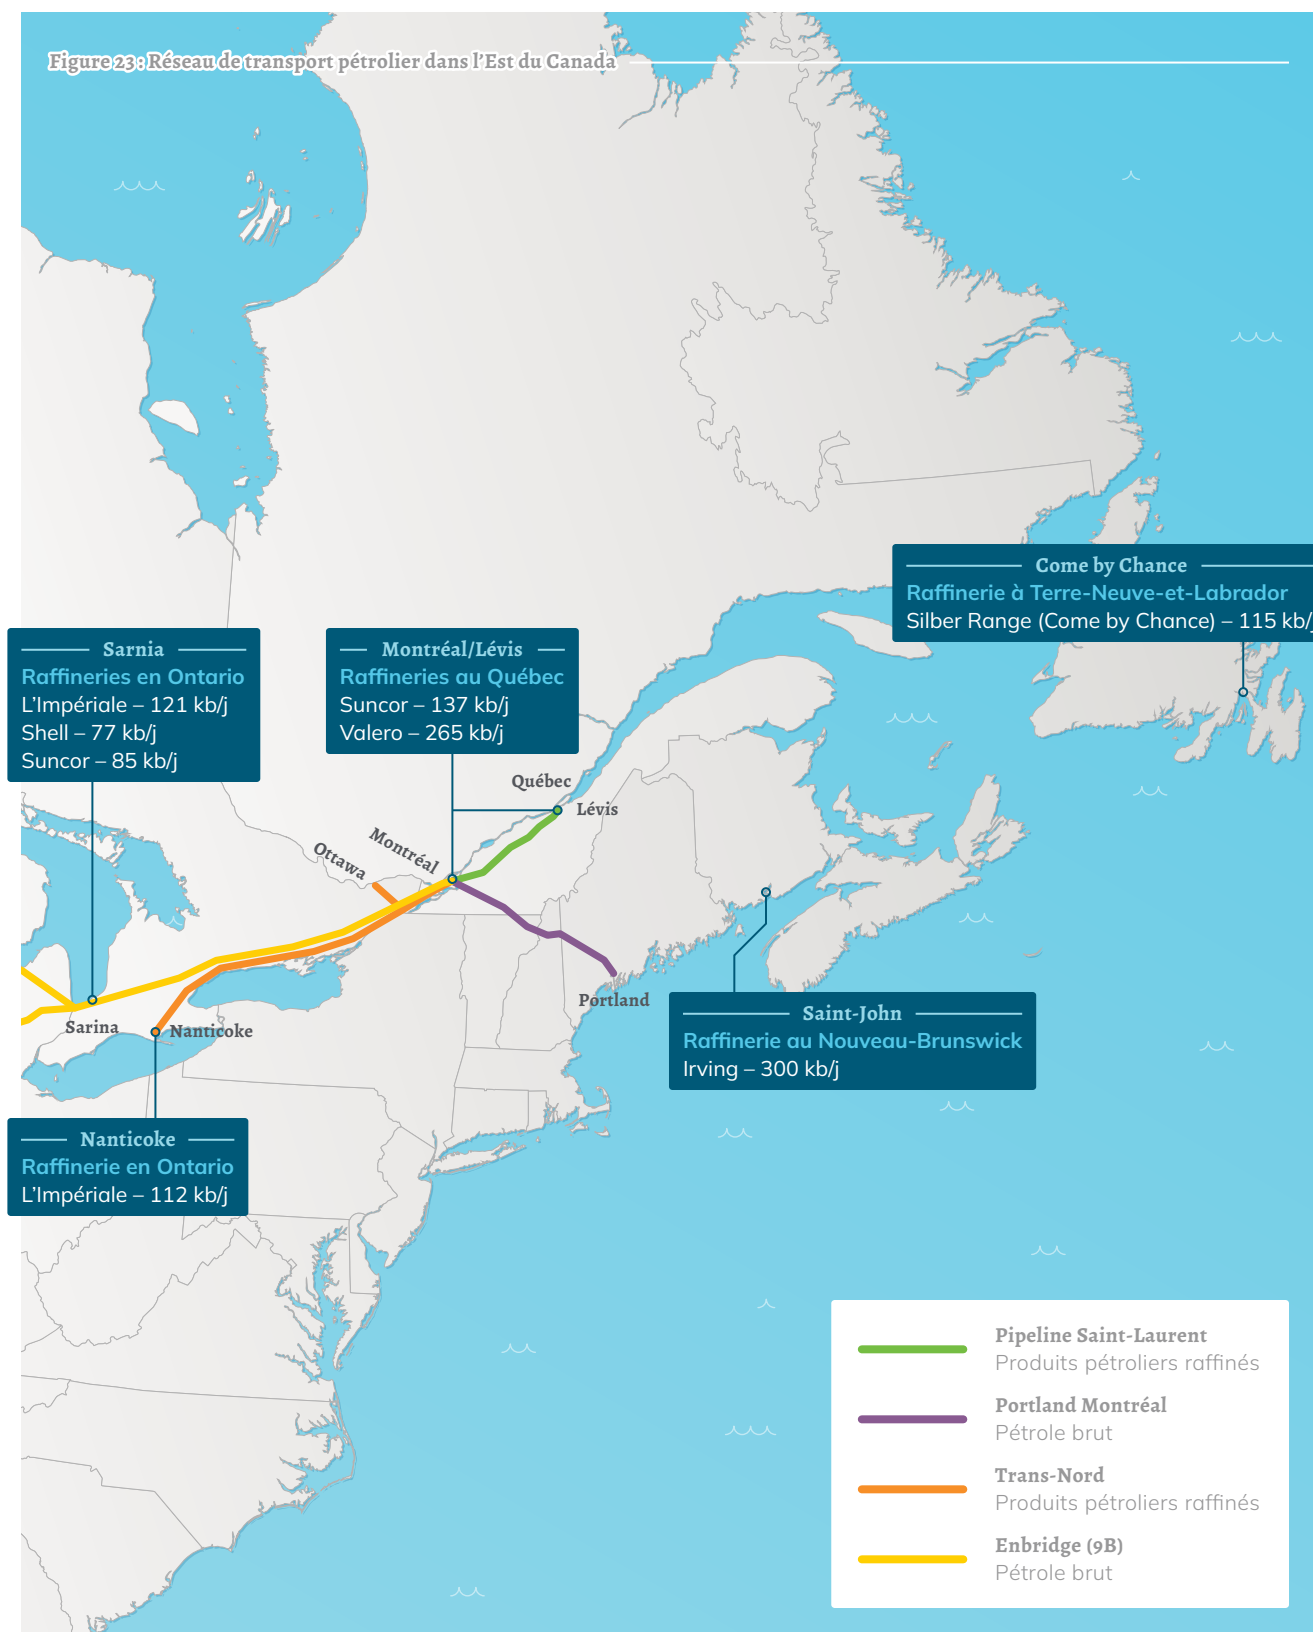 Figure 23 : Réseau de transport pétrolier dans l'Est du Canada
Come by Chance
Raffinerie à Terre-Neuve-et-Labrador
Silber Range (Come by Chance) – 115 kb/j
Sarnia
Raffineries en Ontario
L'Impériale – 121 kb/j
Shell – 77 kb/j
Suncor – 85 kb/j
Montréal/Lévis
Raffineries au Québec
Suncor – 137 kb/j
Valero – 265 kb/j
Québec
Lévis
Montréal
Ottawa
Portland
Sarina
Nanticoke
Saint-John
Raffinerie au Nouveau-Brunswick
Irving – 300 kb/j
Nanticoke
Raffinerie en Ontario
L'Impériale – 112 kb/j
Pipeline Saint-Laurent
Produits pétroliers raffinés
Portland Montréal
Pétrole brut
Trans-Nord
Produits pétroliers raffinés
Enbridge (9B)
Pétrole brut